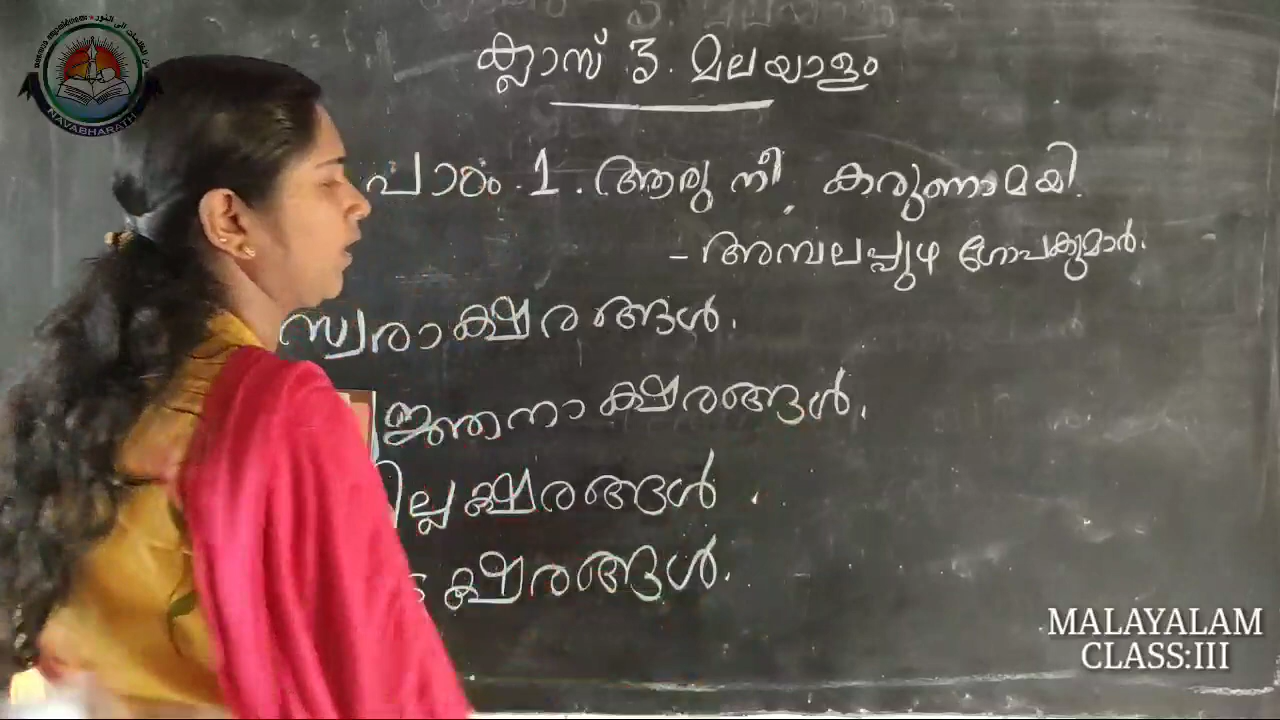 NAVABHARATH
ക്ലാസ് 3. മലയാളം
പാഠം 1. ആരു നീ, കരുണാമയി.
- അമ്പലപ്പുഴ ഗോപകുമാർ.
സ്വരാക്ഷരങ്ങൾ.
ഞ്ജനാക്ഷരങ്ങൾ.
ില്ലക്ഷരങ്ങൾ .
ക്ഷരങ്ങൾ.
MALAYALAM
CLASS:III